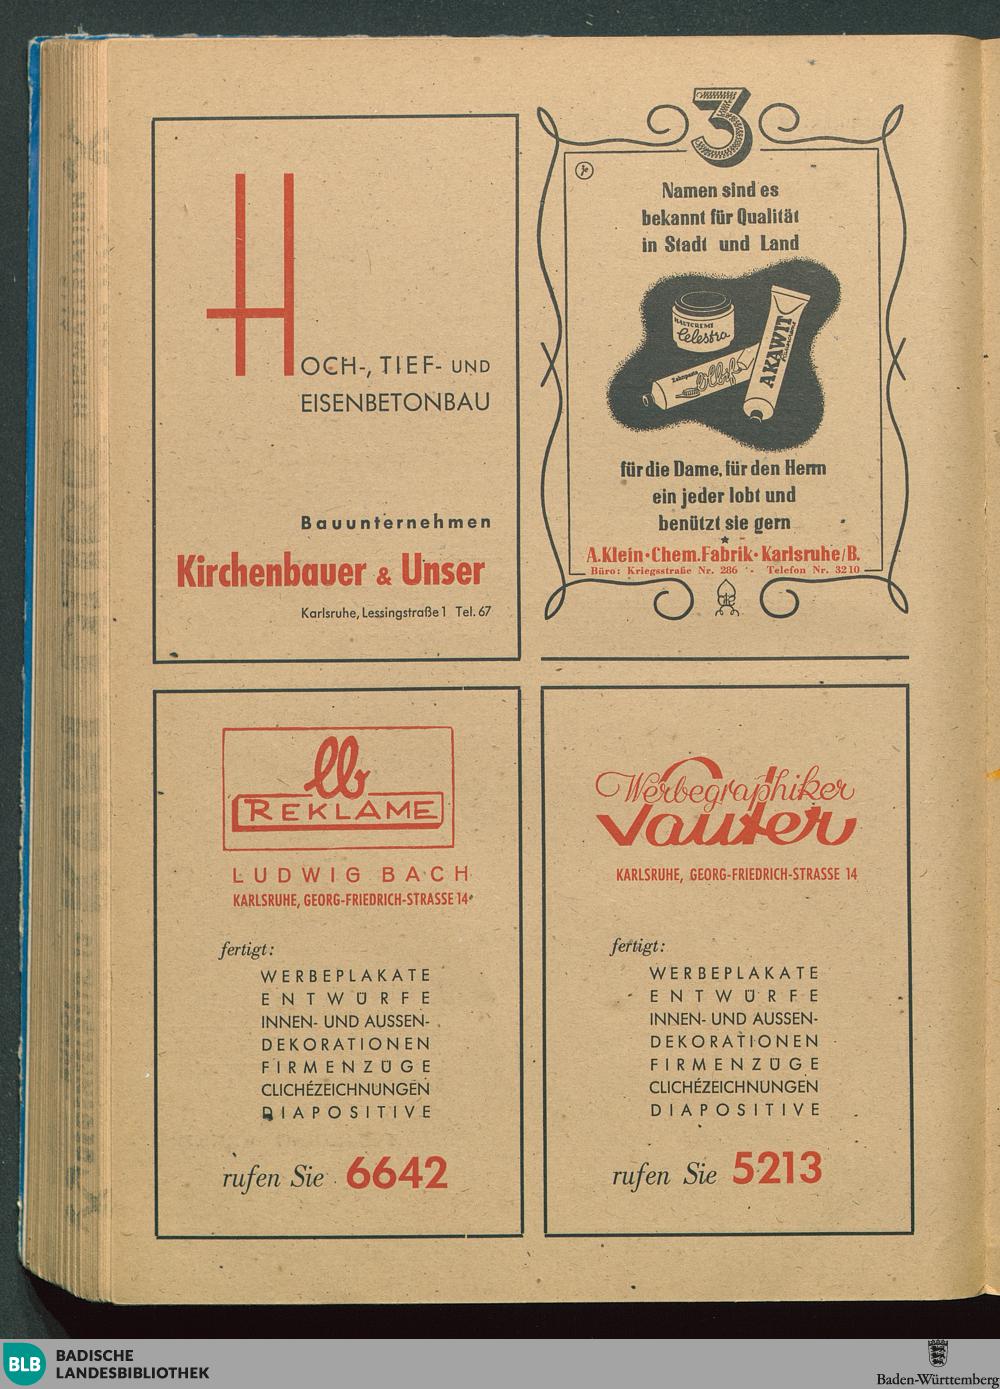 HOCH-, TIEF- UND
EISENBETONBAU
Bauunternehmen
Kirchenbauer & Unser
Karlsruhe, Lessingstraße 1 Tel. 67
3
Namen sind es
bekannt für Qualität
in Stadt und Land
HAUTCREME
Celestra
Zahnpasta
AKAWIT
für die Dame, für den Herrn
ein jeder lobt und
benützt sie gern
A. Klein · Chem. Fabrik · Karlsruhe/B.
Büro: Kriegsstraße Nr. 286 · Telefon Nr. 3210
lb
REKLAME
LUDWIG BACH
KARLSRUHE, GEORG-FRIEDRICH-STRASSE 14
fertigt:
WERBEPLAKATE
ENTWÜRFE
INNEN- UND AUSSEN-
DEKORATIONEN
FIRMENZÜGE
CLICHÉZEICHNUNGEN
DIAPOSITIVE
rufen Sie 6642
Werbegraphiker
Vauter
KARLSRUHE, GEORG-FRIEDRICH-STRASSE 14
fertigt:
WERBEPLAKATE
ENTWÜRFE
INNEN- UND AUSSEN-
DEKORATIONEN
FIRMENZÜGE
CLICHÉZEICHNUNGEN
DIAPOSITIVE
rufen Sie 5213
BLB BADISCHE
LANDESBIBLIOTHEK
Baden-Württemberg